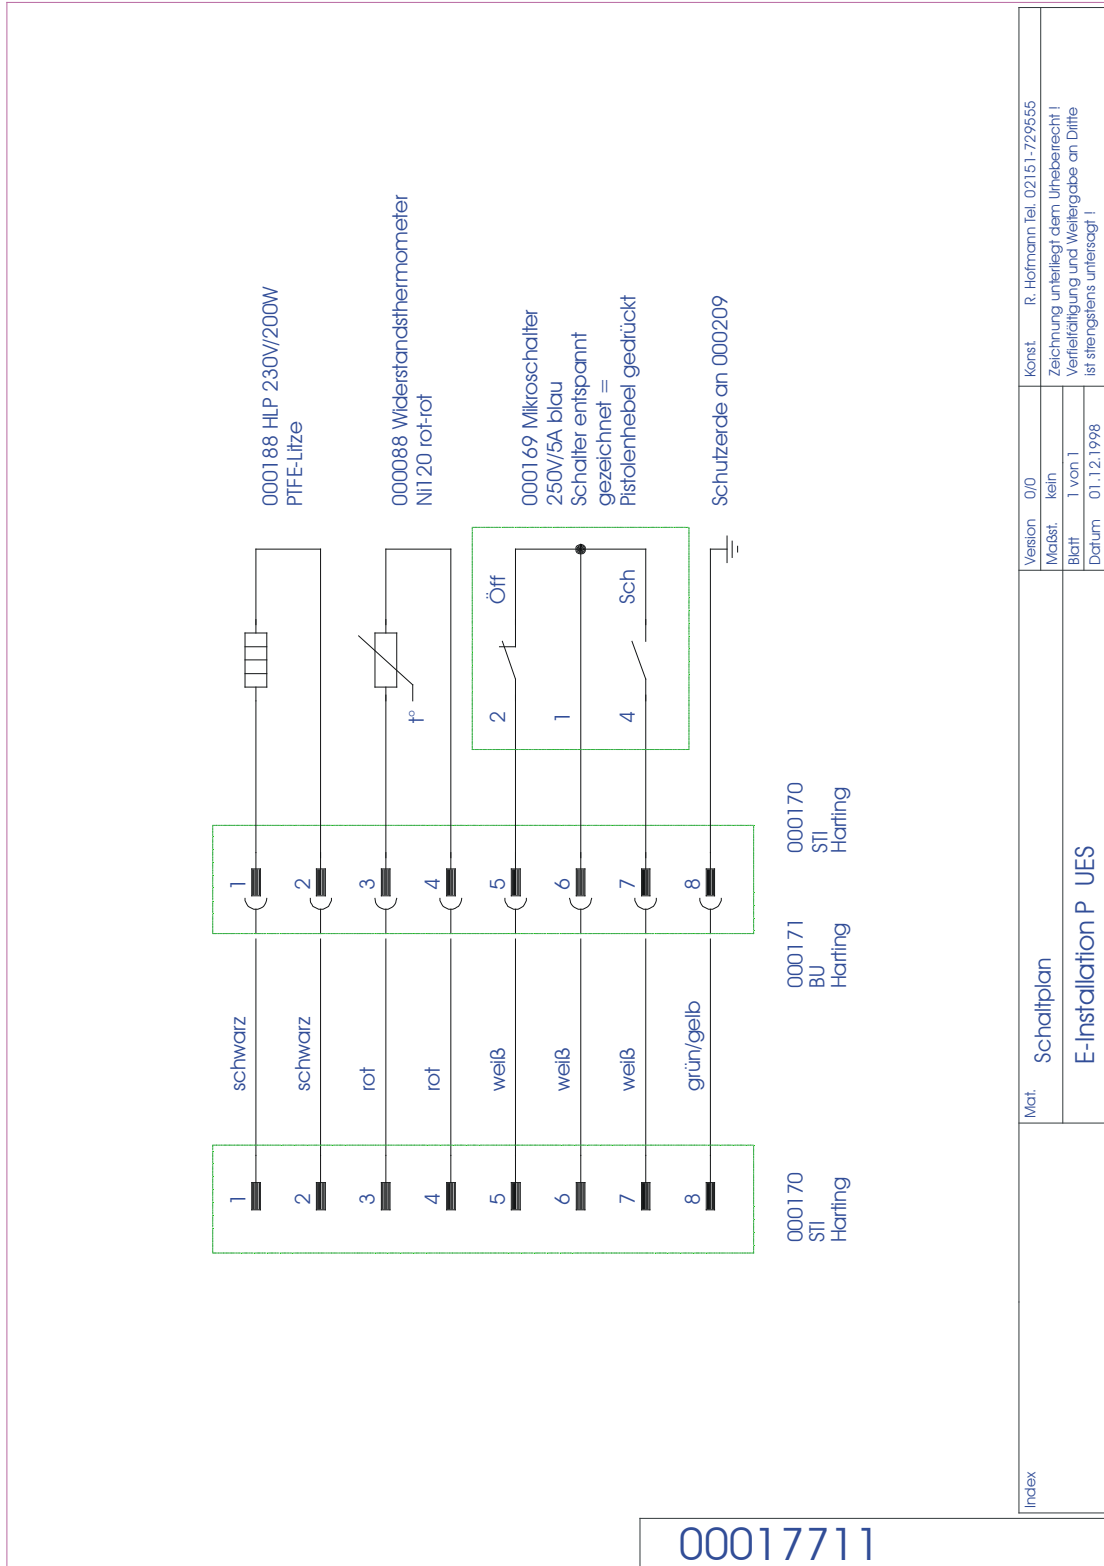 000188 HLP 230V/200W
PTFE-Litze
000088 Widerstandsthermometer
Ni120 rot-rot
t°
000169 Mikroschalter
250V/5A blau
Schalter entspannt
gezeichnet =
Pistolenhebel gedrückt
2
Öff
1
4
Sch
Schutzerde an 000209
1
2
3
4
5
6
7
8
schwarz
schwarz
rot
rot
weiß
weiß
weiß
grün/gelb
1
2
3
4
5
6
7
8
000170
STI
Harting
000171
BU
Harting
000170
STI
Harting
Index
Mat.
Schaltplan
E-Installation P UES
Version 0/0
Maßst. kein
Blatt 1 von 1
Datum 01.12.1998
Konst. R. Hofmann Tel. 02151-729555
Zeichnung unterliegt dem Urheberrecht !
Verfielfältigung und Weitergabe an Dritte
ist strengstens untersagt !
00017711